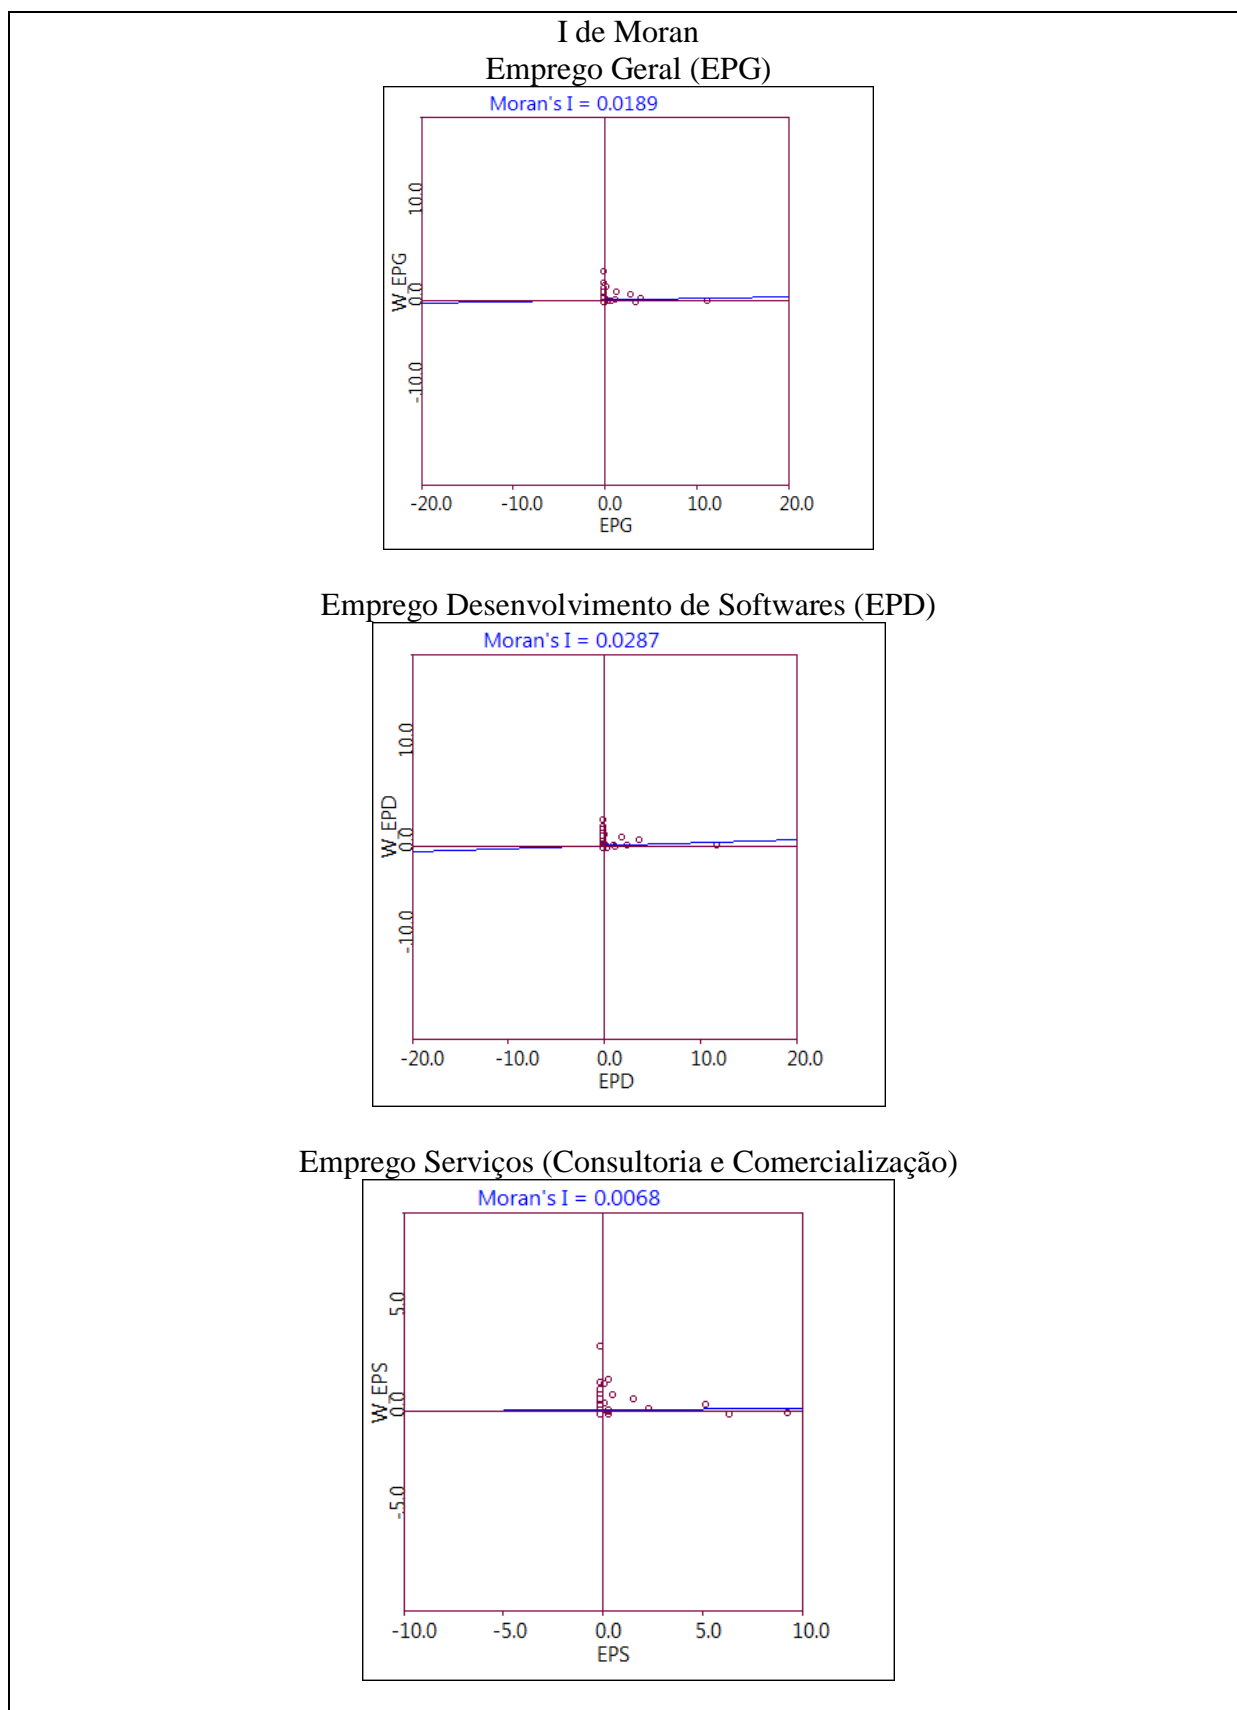 I de Moran
Emprego Geral (EPG)
Moran's I = 0.0189
10.0
W_EPG
0.0
-10.0
-20.0 -10.0 0.0 10.0 20.0
EPG
Emprego Desenvolvimento de Softwares (EPD)
Moran's I = 0.0287
10.0
W_EPD
0.0
-10.0
-20.0 -10.0 0.0 10.0 20.0
EPD
Emprego Serviços (Consultoria e Comercialização)
Moran's I = 0.0068
5.0
W_EPS
0.0
-5.0
-10.0 -5.0 0.0 5.0 10.0
EPS